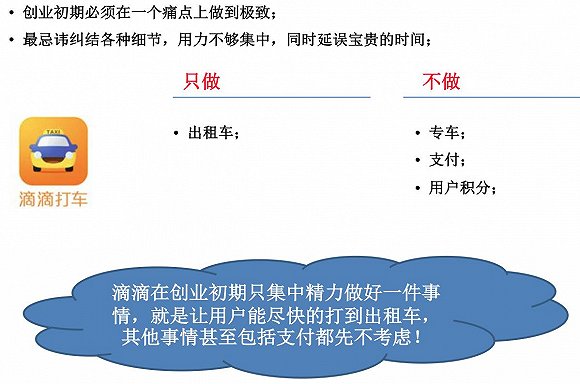 • 创业初期必须在一个痛点上做到极致；
• 最忌讳纠结各种细节，用力不够集中，同时延误宝贵的时间；
只做
不做
• 出租车；
• 专车；
• 支付；
• 用户积分；
TAXI
滴滴打车
滴滴在创业初期只集中精力做好一件事
情，就是让用户能尽快的打到出租车，
其他事情甚至包括支付都先不考虑！